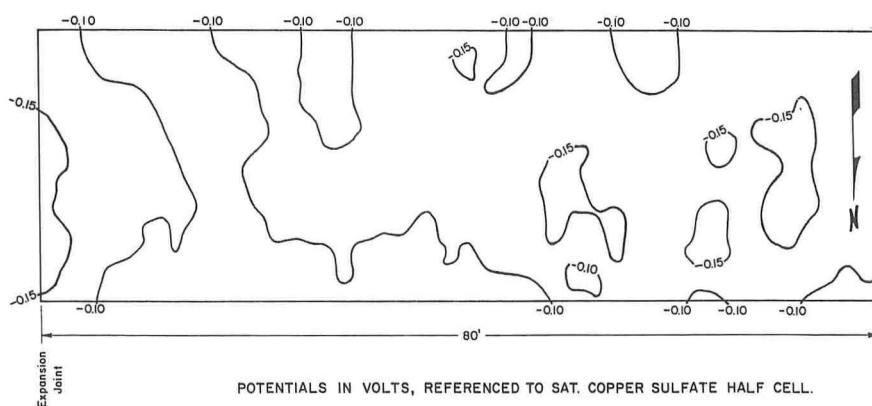 -0.10 -0.10 -0.10 -0.10 -0.10 -0.10 -0.10 -0.10
-0.15
-0.15
-0.15 -0.15
-0.15
-0.15
N
-0.10
-0.15
-0.15
-0.10 -0.10 -0.10 -0.10 -0.10
80'
Expansion
Joint
POTENTIALS IN VOLTS, REFERENCED TO SAT. COPPER SULFATE HALF CELL.